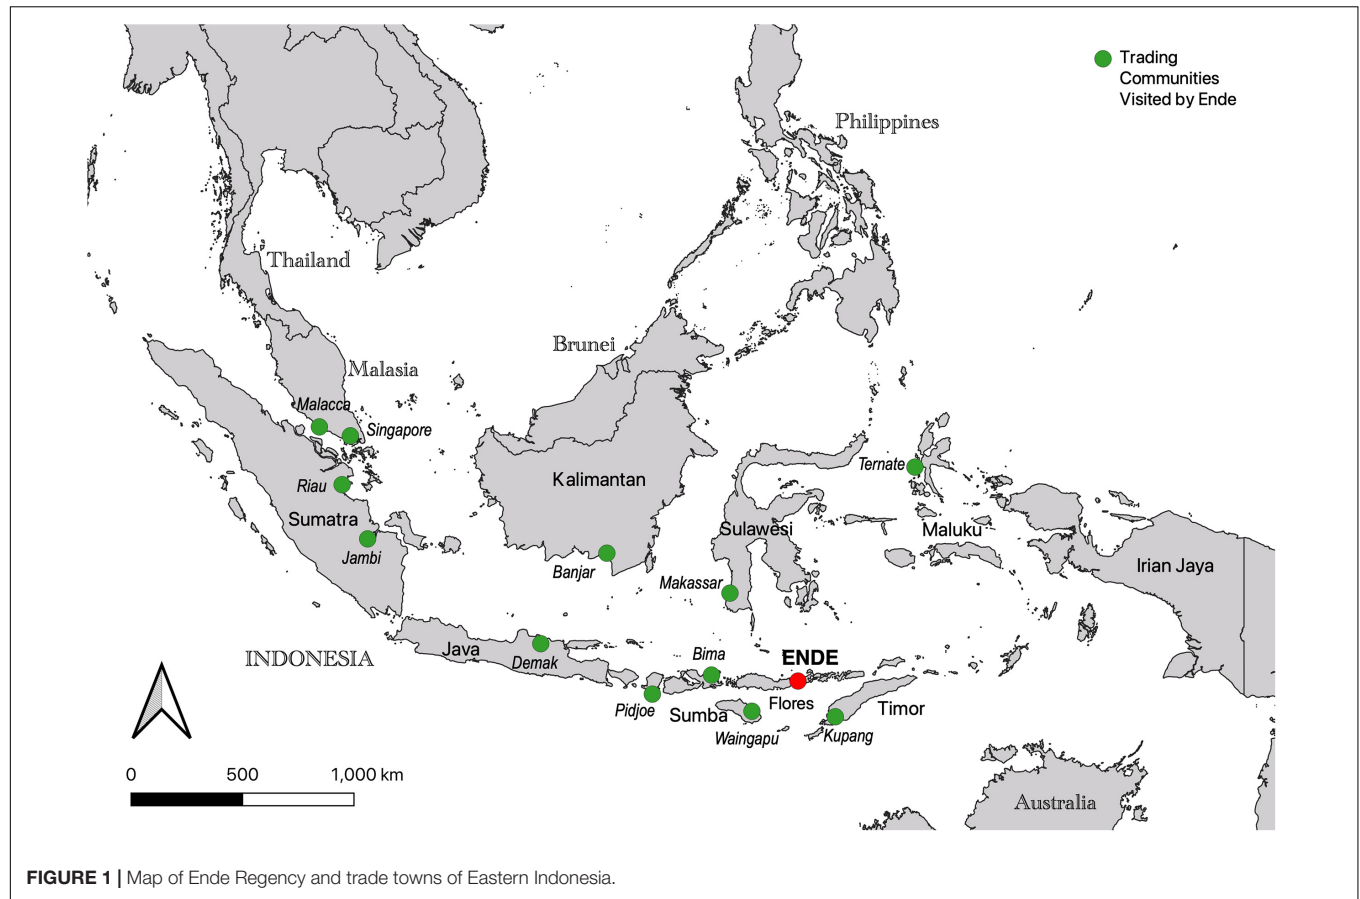 Trading
Communities
Visited by Ende
Philippines
Thailand
Brunei
Malasia
Malacca
Singapore
Ternate
Kalimantan
Riau
Sumatra
Sulawesi
Maluku
Jambi
Banjar
Irian Jaya
Makassar
Java
Demak
INDONESIA
Bima
ENDE
Pidjoe
Sumba
Flores
Timor
Waingapu
Kupang
0 500 1,000 km
Australia
FIGURE 1 | Map of Ende Regency and trade towns of Eastern Indonesia.